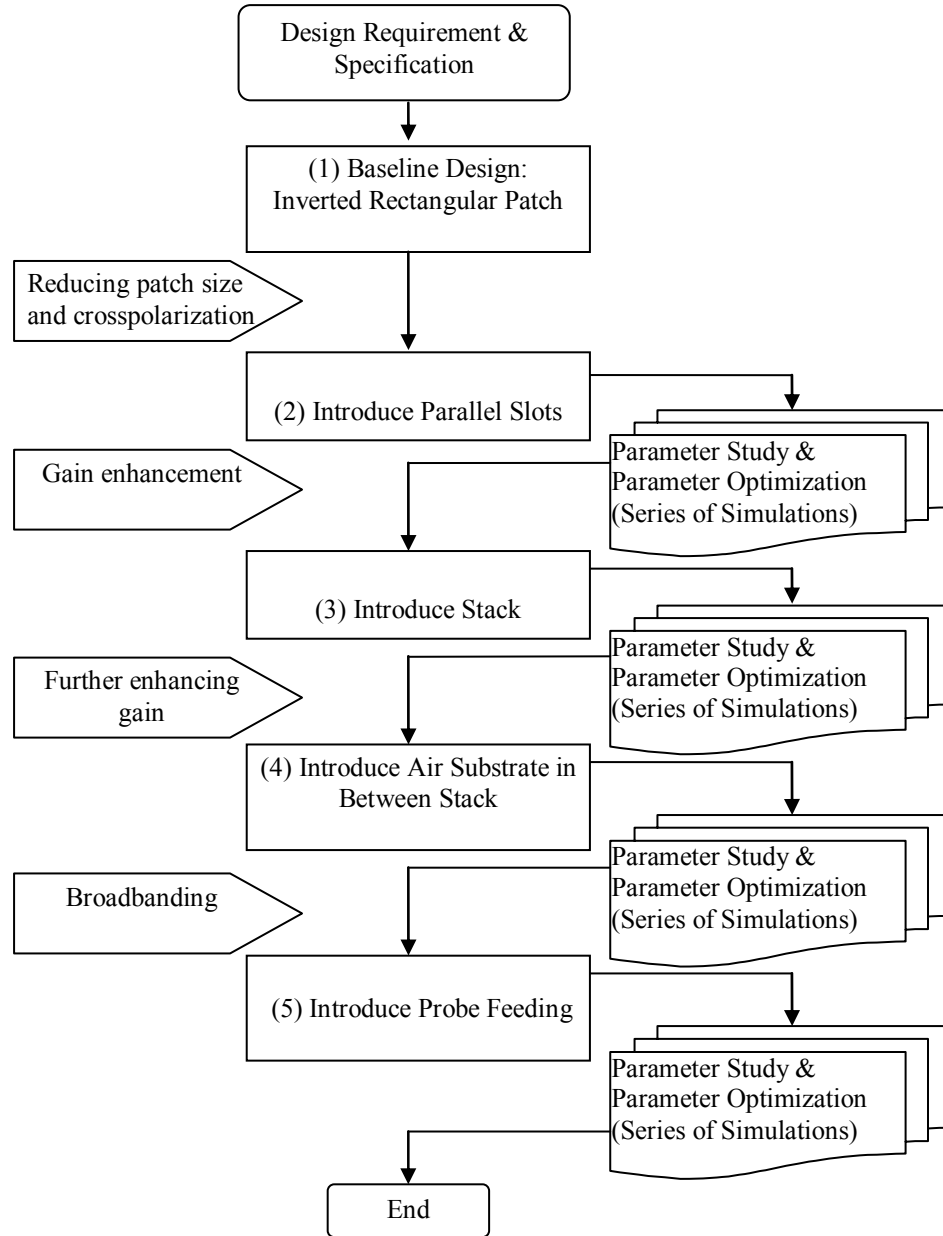 Design Requirement &
Specification
(1) Baseline Design:
Inverted Rectangular Patch
Reducing patch size
and crosspolarization
(2) Introduce Parallel Slots
Parameter Study &
Parameter Optimization
(Series of Simulations)
Gain enhancement
(3) Introduce Stack
Parameter Study &
Parameter Optimization
(Series of Simulations)
Further enhancing
gain
(4) Introduce Air Substrate in
Between Stack
Parameter Study &
Parameter Optimization
(Series of Simulations)
Broadbanding
(5) Introduce Probe Feeding
Parameter Study &
Parameter Optimization
(Series of Simulations)
End